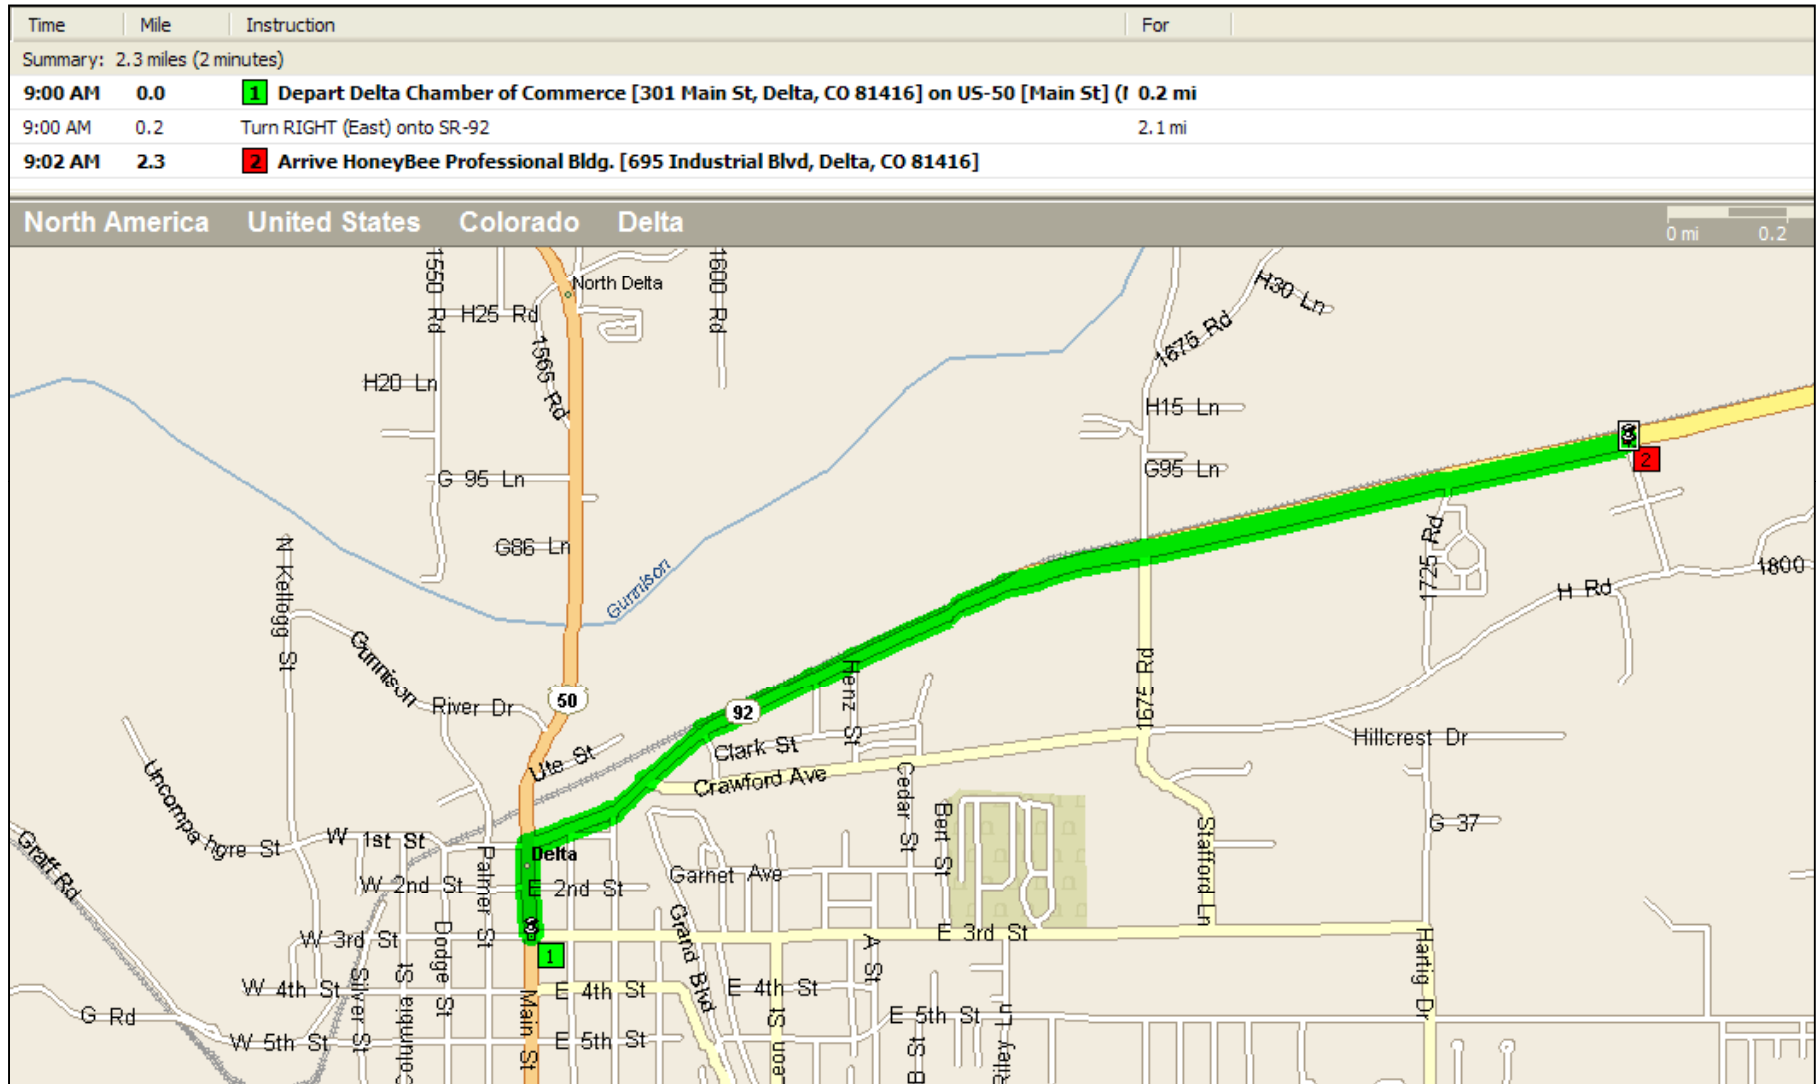 Time Mile Instruction For
Summary: 2.3 miles (2 minutes)
9:00 AM 0.0 1 Depart Delta Chamber of Commerce [301 Main St, Delta, CO 81416] on US-50 [Main St] ( 0.2 mi
9:00 AM 0.2 Turn RIGHT (East) onto SR-92 2.1 mi
9:02 AM 2.3 2 Arrive HoneyBee Professional Bldg. [695 Industrial Blvd, Delta, CO 81416]
North America United States Colorado Delta
0 mi 0.2
1550 Rd
1600 Rd
North Delta
H30 Ln
H25 Rd
1675 Rd
1565 Rd
H20 Ln
H15 Ln
2
G 95 Ln
G95 Ln
G86 Ln
N Kellogg St
1725 Rd
Gunnison
1800
H Rd
Gunnison River Dr
Henz St
1675 Rd
50
92
Ute St
Clark St
Hillcrest Dr
Crawford Ave
Uncompahgre St
Cedar St
Bert St
Stafford Ln
G 37
W 1st St
Graff Rd
Delta
Palmer St
W 2nd St
E 2nd St
Garnet Ave
Grand Blvd
W 3rd St
Dodge St
E 3rd St
A St
Hartig Dr
1
W 4th St
Silver St
Main St
E 4th St
E 4th St
G Rd
E 5th St
Riley Ln
W 5th St
E 5th St
B St